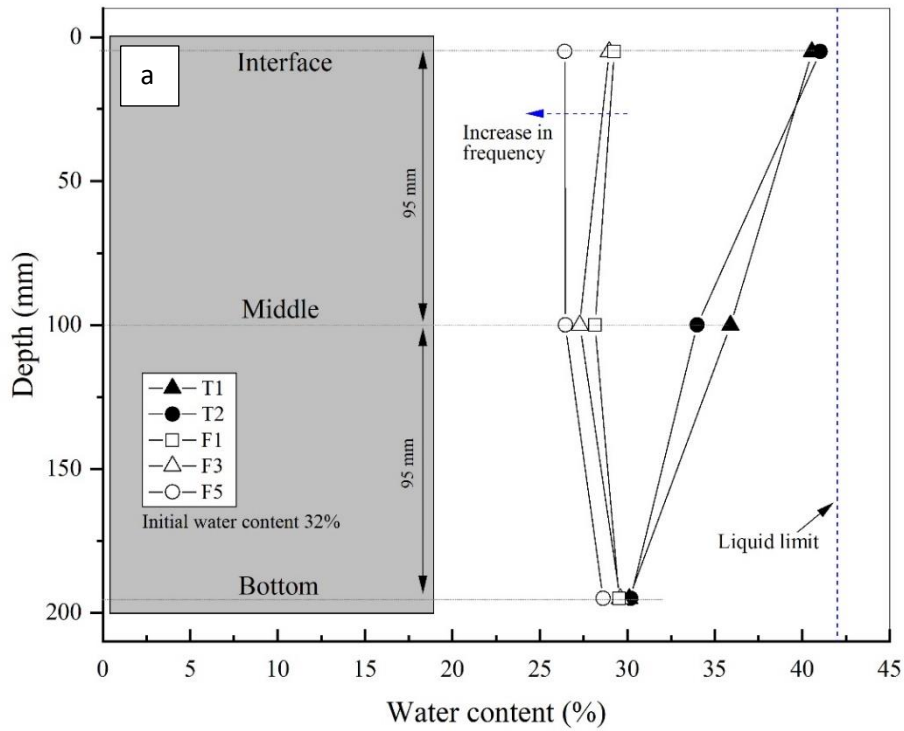 a
Interface
95 mm
Increase in
frequency
Middle
T1
T2
F1
F3
F5
Initial water content 32%
95 mm
Liquid limit
Bottom
0
50
100
150
200
Depth (mm)
0 5 10 15 20 25 30 35 40 45
Water content (%)